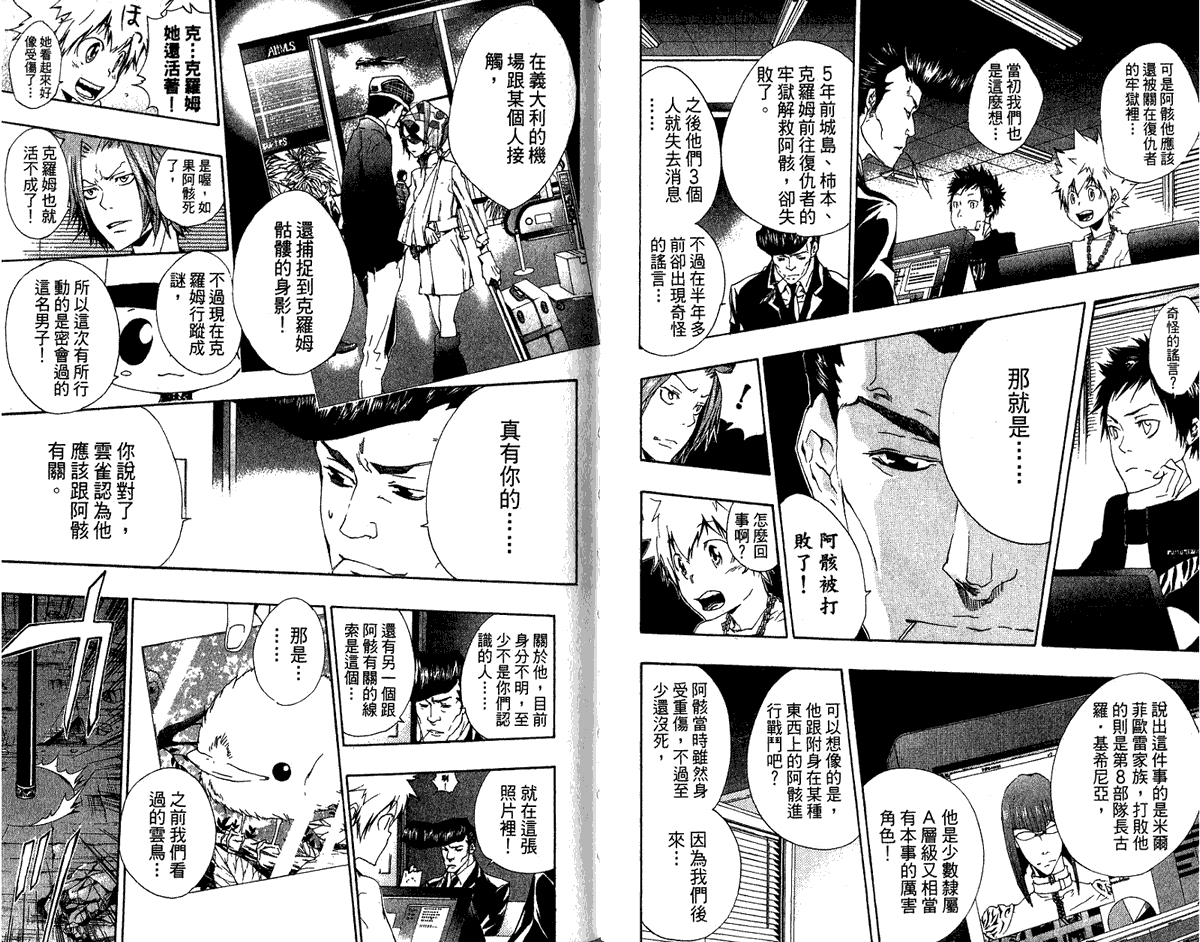 可是阿骸他應該
還被關在復仇者
的牢獄裡…
當初我們也
是這麼想…
5年前城島、柿本、
克羅姆前往復仇者的
牢獄解救阿骸，卻失
敗了。
之後他們3個
人就失去消息
……
不過在半年多
前卻出現奇怪
的謠言…
奇怪的謠言？
那就是……
阿骸被打
敗了！
！
怎麼回
事啊？
說出這件事的是米爾
菲歐雷家族，打敗他
的則是第8部隊長古
羅．基希尼亞，
他是少數隸屬
A層級又相當
有本事的厲害
角色！
可以想像的是，
他跟附身在某種
東西上的阿骸進
行戰鬥吧？
阿骸當時雖然身
受重傷，不過至
少還沒死，
因為我們後
來…
在義大利的機
場跟某個人接
觸，
還捕捉到克羅姆
骷髏的身影！
克…克羅姆
她還活著！
ほ
她看起來好
像受傷了…
是喔，如
果阿骸死
了，
克羅姆也就
活不成了！
不過現在克
羅姆行蹤成
謎，
所以這次有所行
動的是密會過的
這名男子！
真有你的……
你說對了，
雲雀認為他
應該跟阿骸
有關。
關於他，目前
身分不明，至
少不是你們認
識的人……
還有另一個跟
阿骸有關的線
索是這個…
就在這張
照片裡！
那是…
……
之前我們看
過的雲鳥…